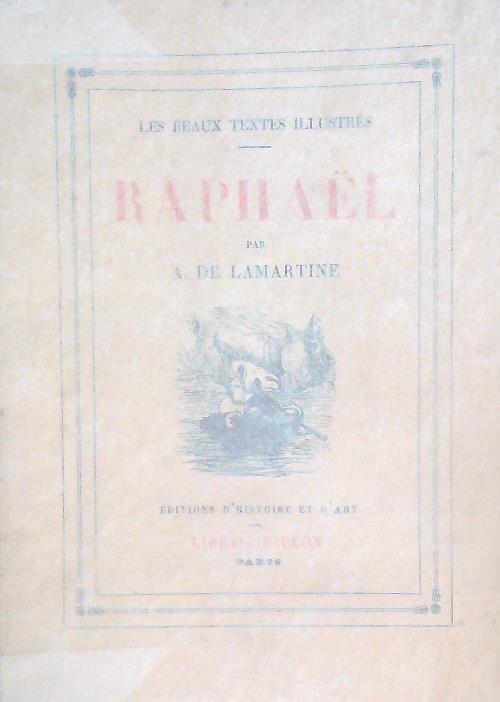 LES BEAUX TEXTES ILLUSTRÉS
RAPHAËL
PAR
A. DE LAMARTINE
ÉDITIONS D'HISTOIRE ET D'ART
LIBRAIRIE PLON
PARIS